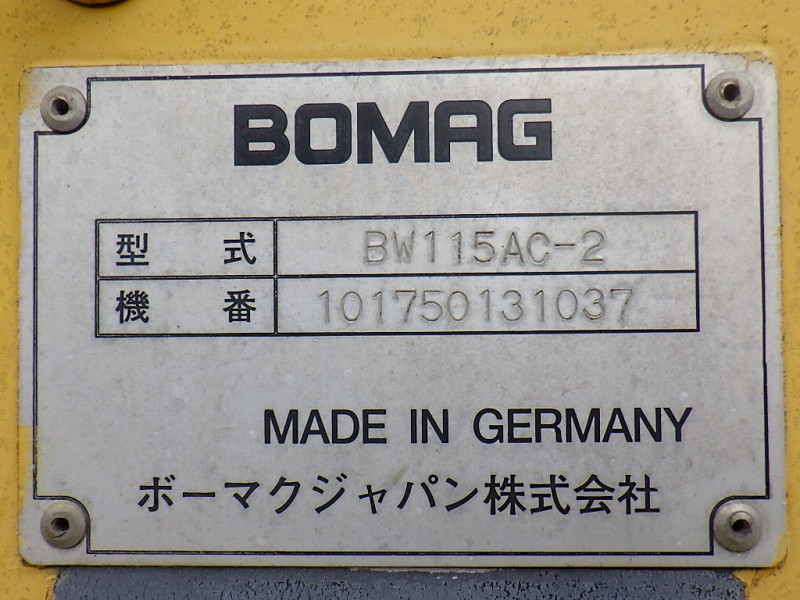 BOMAG
型式 BW115AC-2
機番 101750131037
MADE IN GERMANY
ボーマクジャパン株式会社